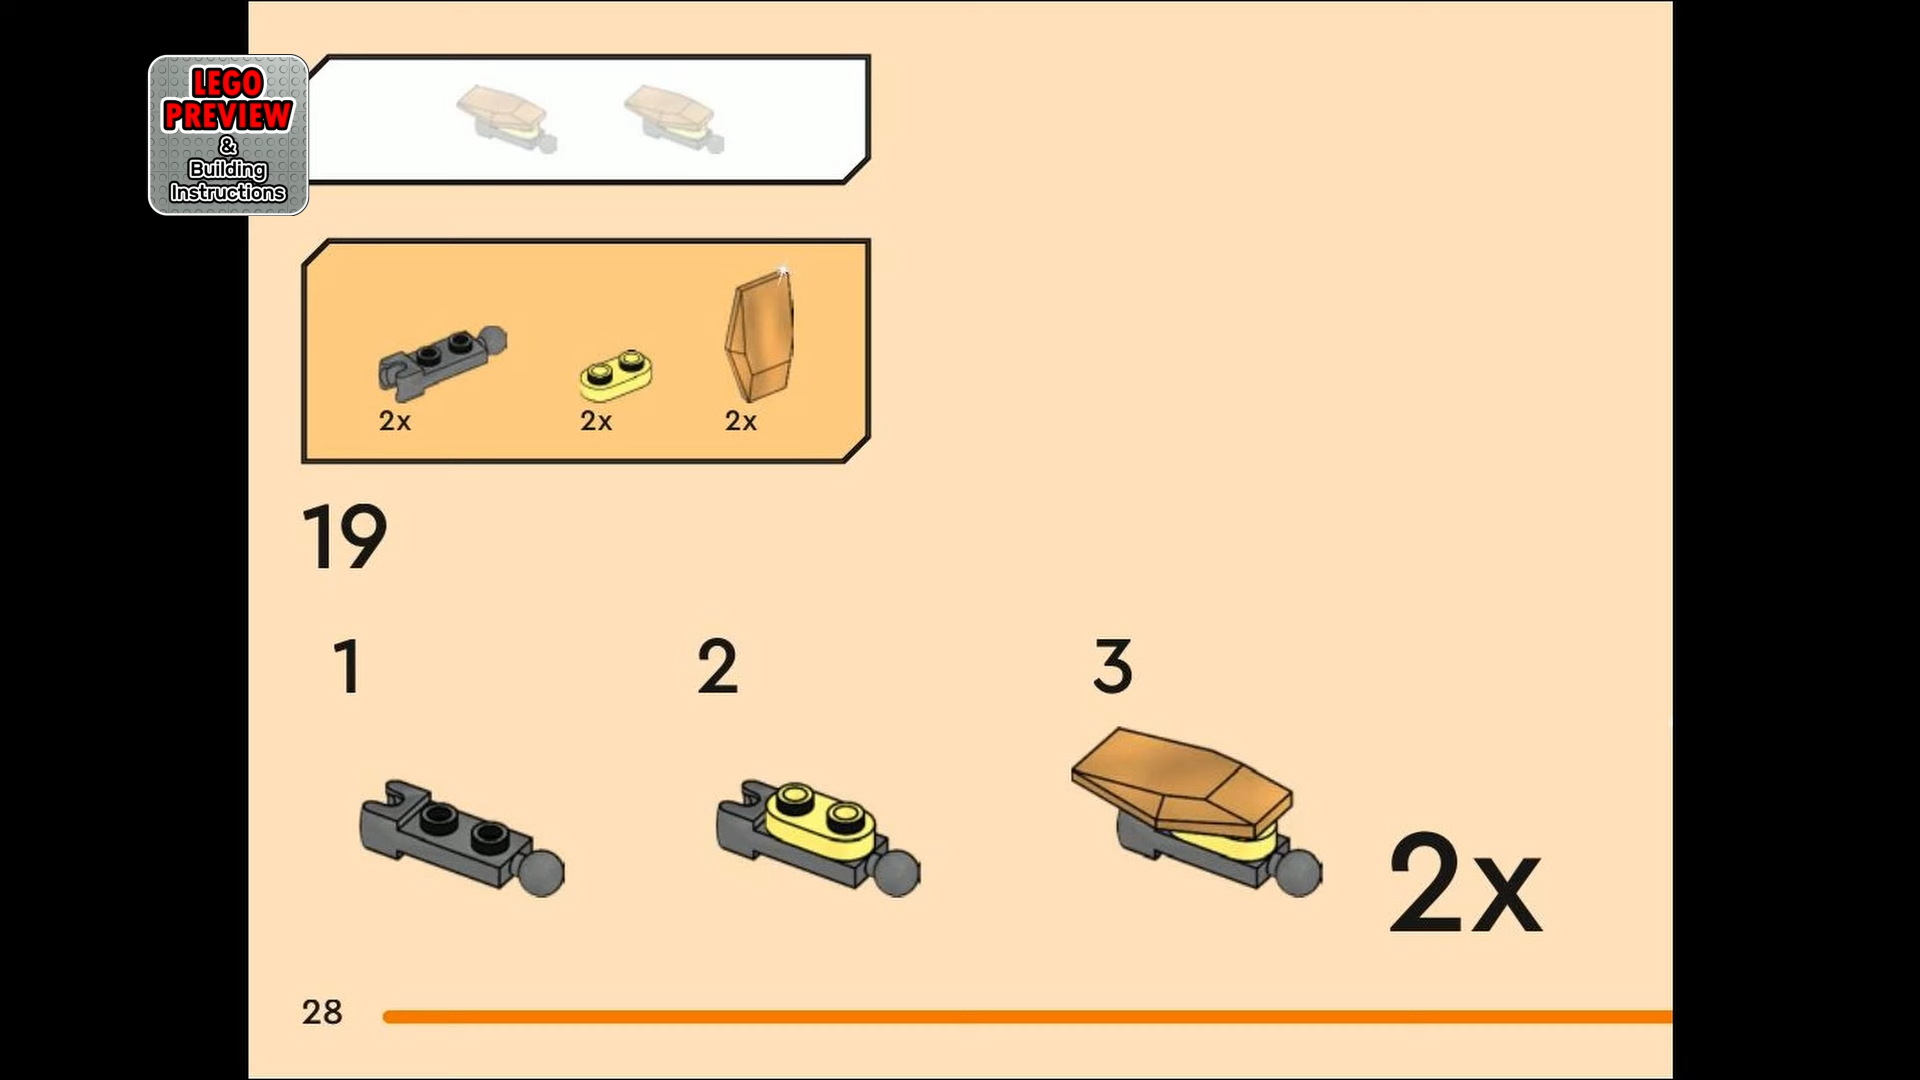 LEGO
PREVIEW
&
Building
Instructions
2x 2x 2x
19
1 2 3
2x
28